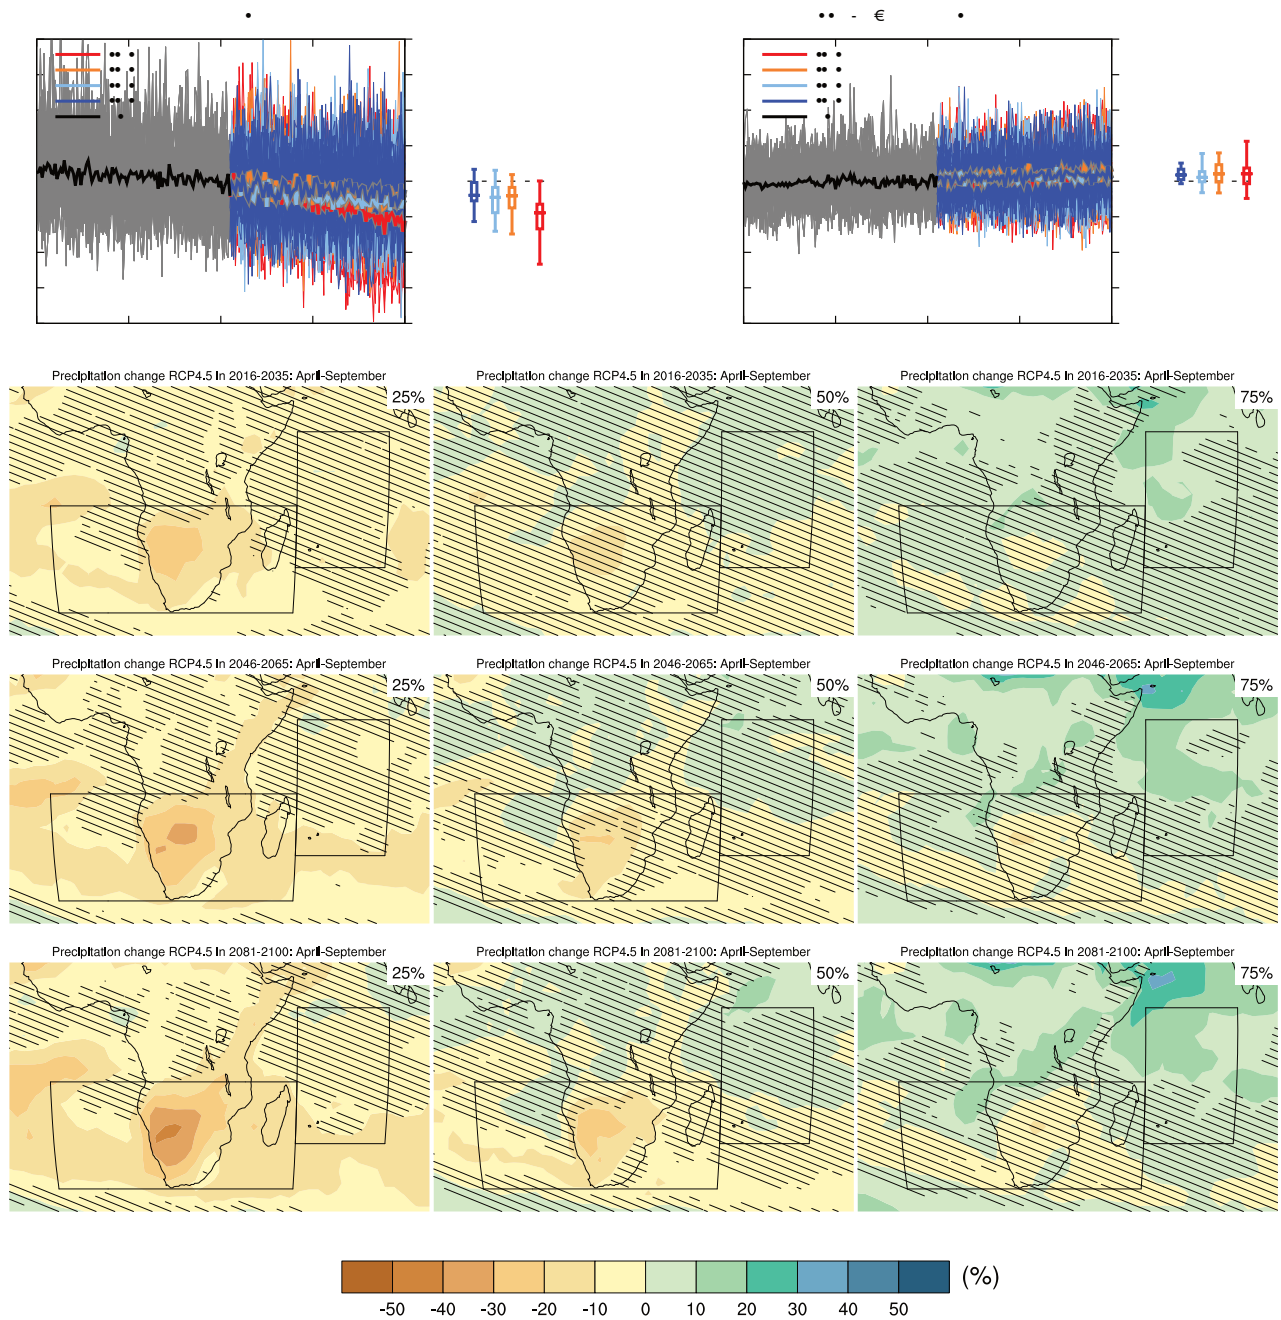 • •• - € •
•• •
•• •
•• •
•• •
•
•• •
•• •
•• •
•• •
•
Precipitation change RCP4.5 in 2016-2035: April-September Precipitation change RCP4.5 in 2016-2035: April-September Precipitation change RCP4.5 in 2016-2035: April-September
25% 50% 75%
Precipitation change RCP4.5 in 2046-2065: April-September Precipitation change RCP4.5 in 2046-2065: April-September Precipitation change RCP4.5 in 2046-2065: April-September
25% 50% 75%
Precipitation change RCP4.5 in 2081-2100: April-September Precipitation change RCP4.5 in 2081-2100: April-September Precipitation change RCP4.5 in 2081-2100: April-September
25% 50% 75%
(%)
-50 -40 -30 -20 -10 0 10 20 30 40 50